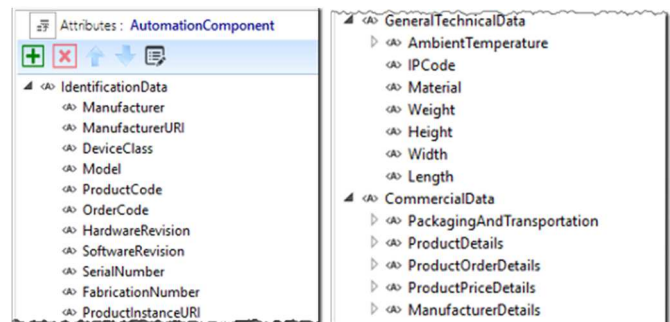 Attributes : AutomationComponent
IdentificationData
Manufacturer
ManufacturerURI
DeviceClass
Model
ProductCode
OrderCode
HardwareRevision
SoftwareRevision
SerialNumber
FabricationNumber
ProductInstanceURI
GeneralTechnicalData
AmbientTemperature
IPCode
Material
Weight
Height
Width
Length
CommercialData
PackagingAndTransportation
ProductDetails
ProductOrderDetails
ProductPriceDetails
ManufacturerDetails